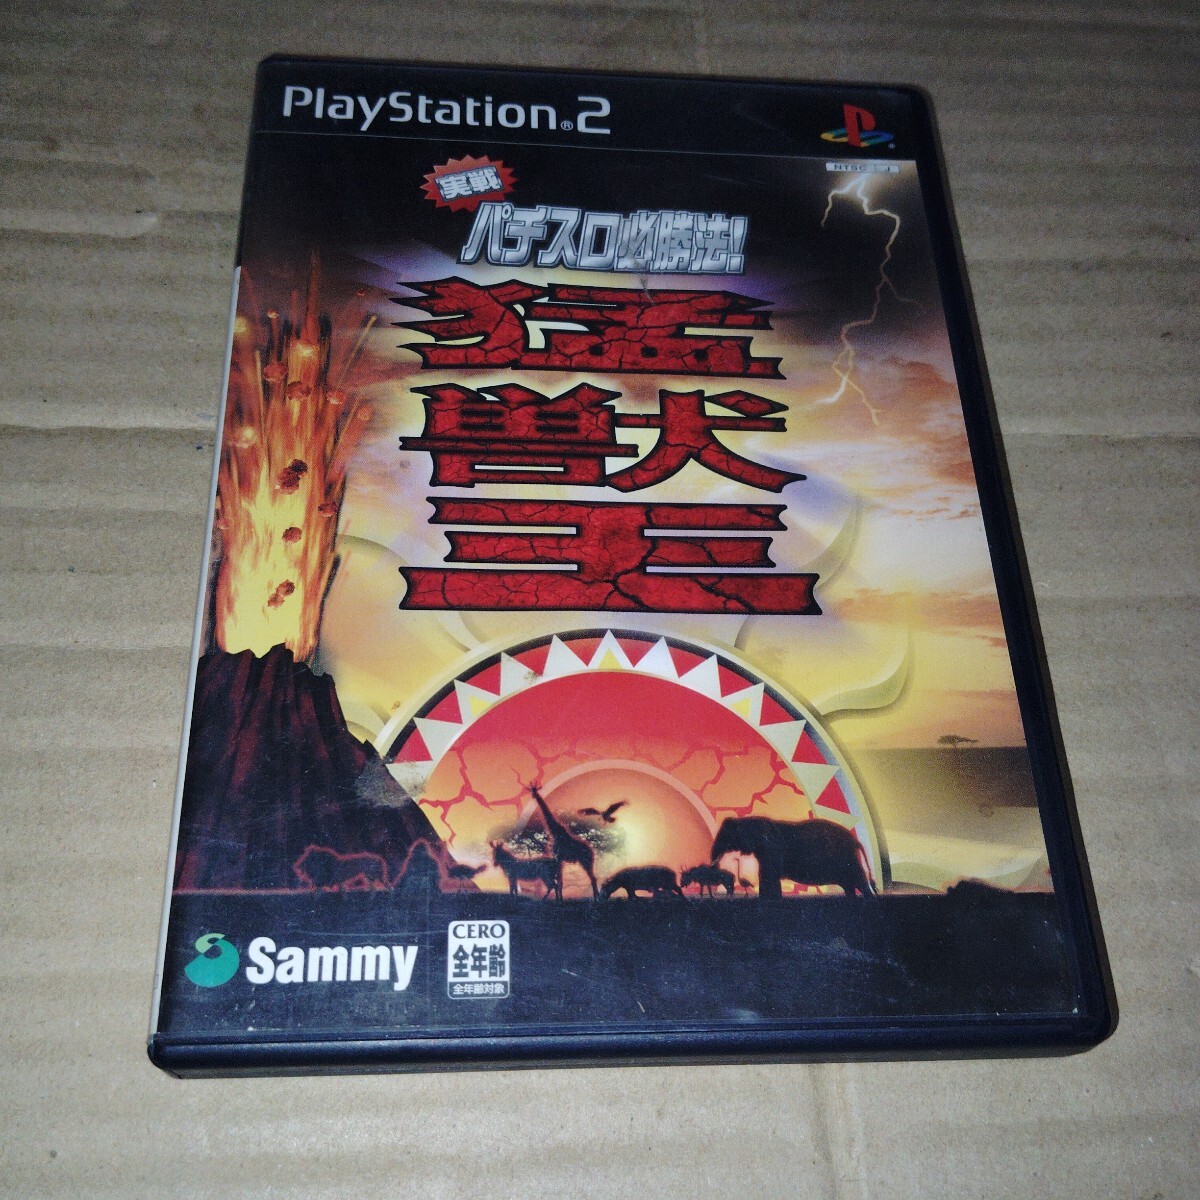 PlayStation®2
NTSC J
実戦
パチスロ必勝法!
猛
獣
王
Sammy
CERO
全年齢
全年齢対象